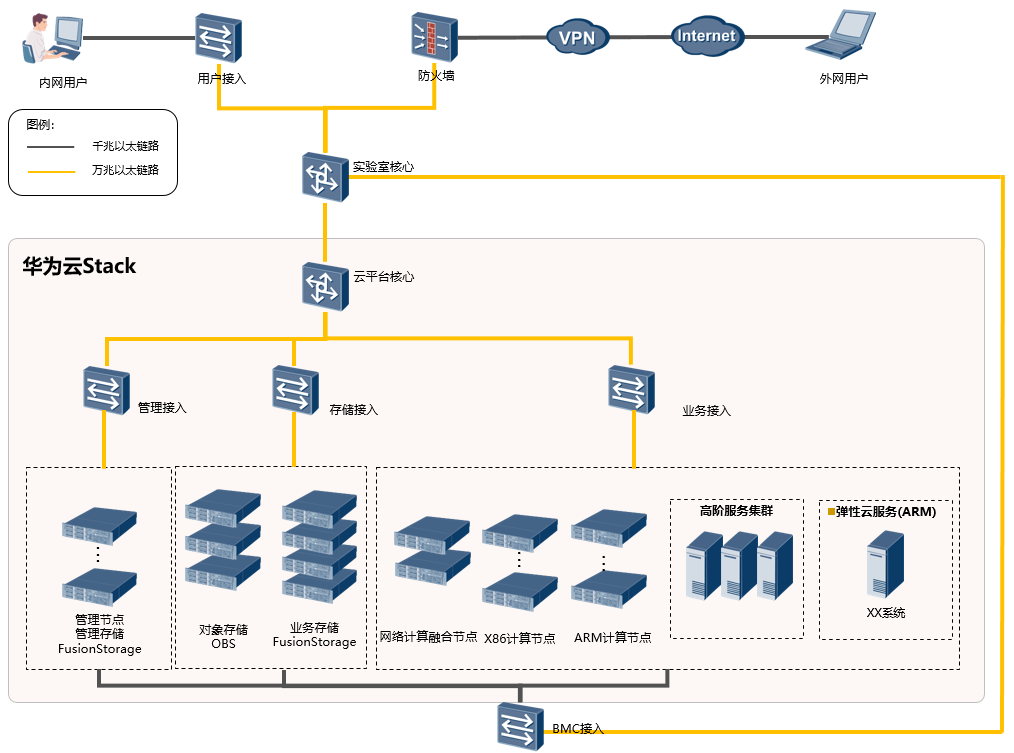 VPN
Internet
内网用户
用户接入
防火墙
外网用户
图例:
千兆以太链路
万兆以太链路
实验室核心
华为云Stack
云平台核心
管理接入
存储接入
业务接入
高阶服务集群
弹性云服务(ARM)
XX系统
管理节点
管理存储
FusionStorage
对象存储
OBS
业务存储
FusionStorage
网络计算融合节点
X86计算节点
ARM计算节点
BMC接入